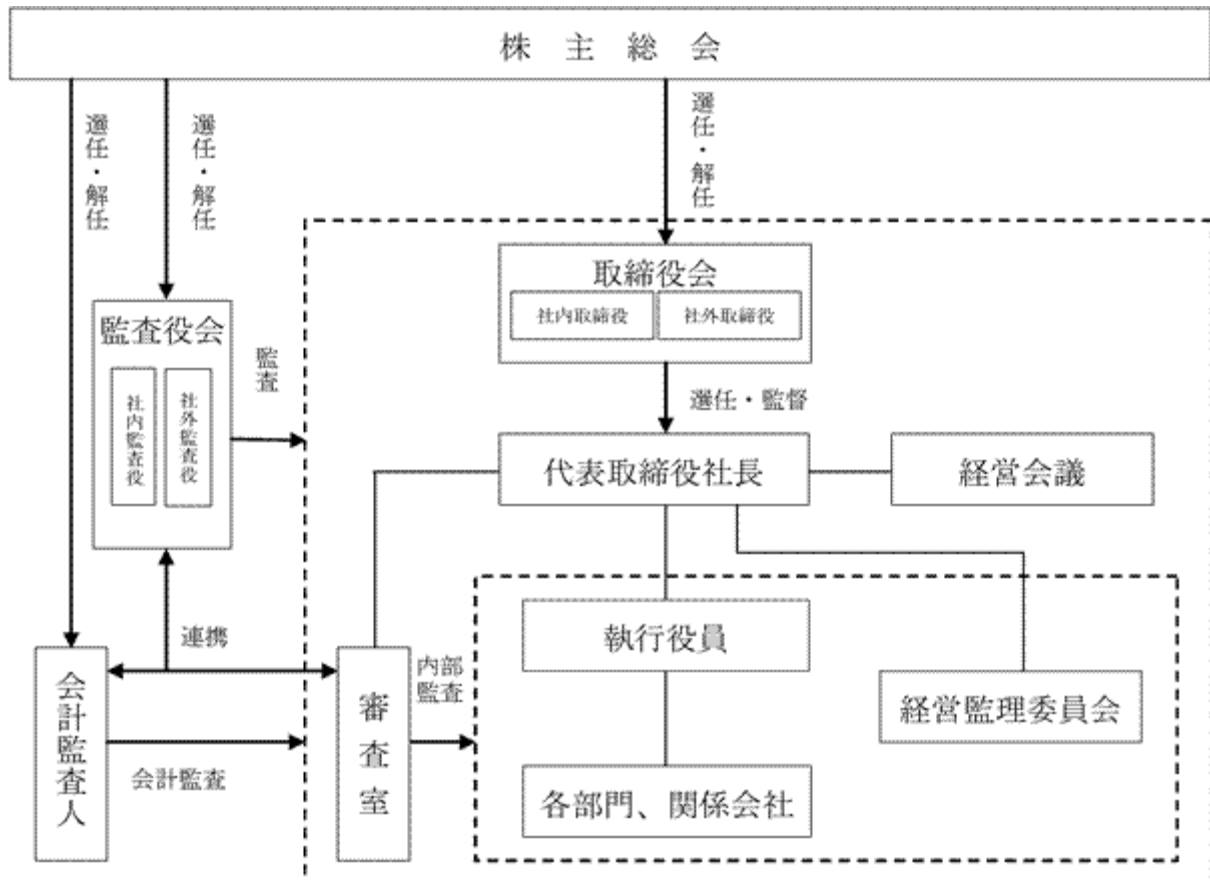 株主総会
選任・解任
選任・解任
選任・解任
取締役会
社内取締役
社外取締役
監査役会
社内監査役
社外監査役
監査
選任・監督
代表取締役社長
経営会議
連携
内部
監査
執行役員
会計監査人
会計監査
審査室
経営監理委員会
各部門、関係会社